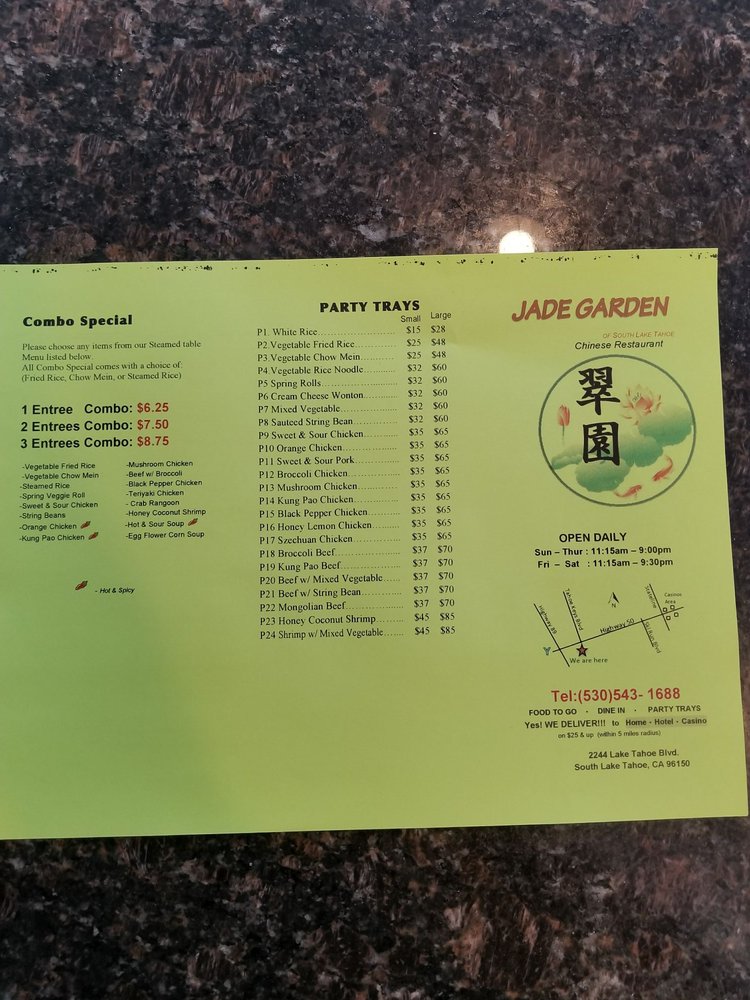 Combo Special
Please choose any items from our Steamed table
Menu listed below.
All Combo Special comes with a choice of:
(Fried Rice, Chow Mein, or Steamed Rice)
1 Entree Combo: $6.25
2 Entrees Combo: $7.50
3 Entrees Combo: $8.75
-Vegetable Fried Rice
-Vegetable Chow Mein
-Steamed Rice
-Spring Veggie Roll
-Sweet & Sour Chicken
-String Beans
-Orange Chicken
-Kung Pao Chicken
-Mushroom Chicken
-Beef w/ Broccoli
-Black Pepper Chicken
-Teriyaki Chicken
- Crab Rangoon
-Honey Coconut Shrimp
-Hot & Sour Soup
-Egg Flower Corn Soup
- Hot & Spicy
PARTY TRAYS
Small Large
P1. White Rice........................... $15 $28
P2.Vegetable Fried Rice.............. $25 $48
P3.Vegetable Chow Mein........... $25 $48
P4.Vegetable Rice Noodle.......... $32 $60
P5 Spring Rolls.......................... $32 $60
P6 Cream Cheese Wonton.......... $32 $60
P7 Mixed Vegetable................... $32 $60
P8 Sauteed String Bean.............. $32 $60
P9 Sweet & Sour Chicken........... $35 $65
P10 Orange Chicken.................. $35 $65
P11 Sweet & Sour Pork.............. $35 $65
P12 Broccoli Chicken................. $35 $65
P13 Mushroom Chicken............. $35 $65
P14 Kung Pao Chicken.............. $35 $65
P15 Black Pepper Chicken......... $35 $65
P16 Honey Lemon Chicken........ $35 $65
P17 Szechuan Chicken............... $35 $65
P18 Broccoli Beef...................... $37 $70
P19 Kung Pao Beef.................... $37 $70
P20 Beef w/ Mixed Vegetable...... $37 $70
P21 Beef w/ String Bean............. $37 $70
P22 Mongolian Beef................... $37 $70
P23 Honey Coconut Shrimp........ $45 $85
P24 Shrimp w/ Mixed Vegetable....... $45 $85
JADE GARDEN
OF SOUTH LAKE TAHOE
Chinese Restaurant
翠
園
OPEN DAILY
Sun – Thur : 11:15am – 9:00pm
Fri – Sat : 11:15am – 9:30pm
Highway 89
Tahoe Keys Blvd
N
Stateline
Casinos
Area
Highway 50
Ski Run Blvd
Y
We are here
Tel:(530)543- 1688
FOOD TO GO - DINE IN - PARTY TRAYS
Yes! WE DELIVER!!! to Home - Hotel - Casino
on $25 & up (within 5 miles radius)
2244 Lake Tahoe Blvd.
South Lake Tahoe, CA 96150